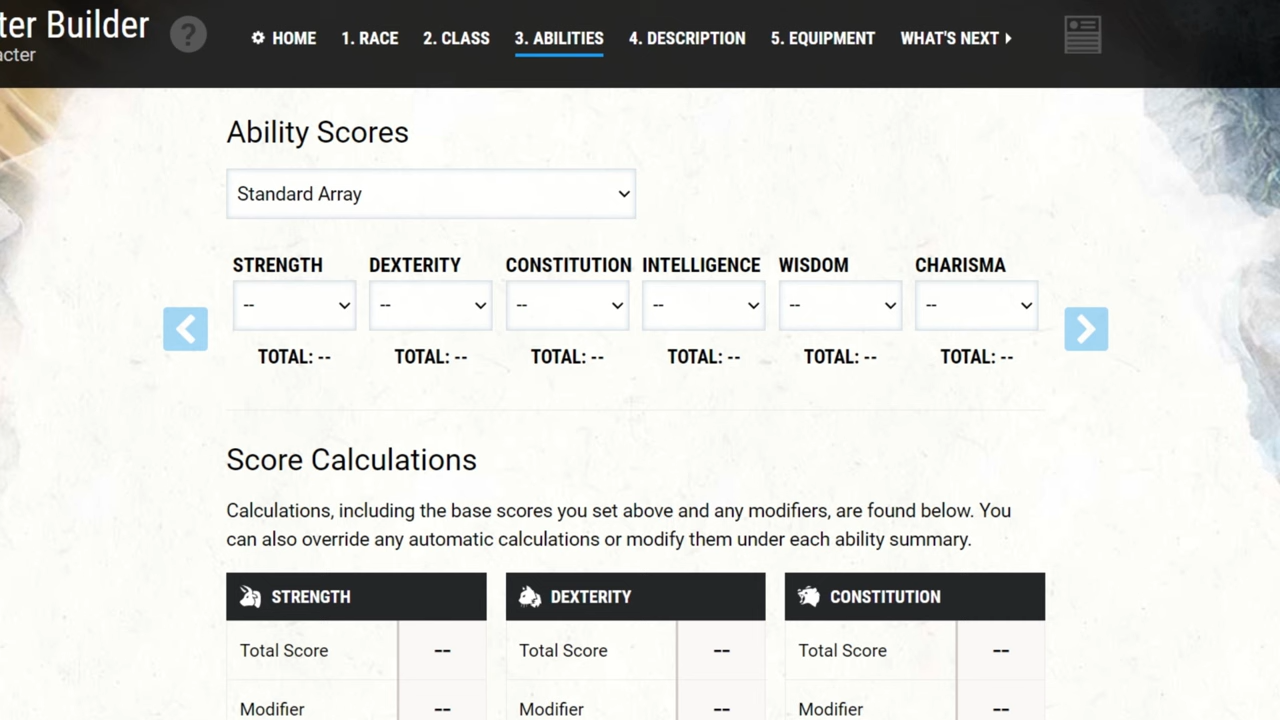 ter Builder
acter
?
HOME 1. RACE 2. CLASS 3. ABILITIES 4. DESCRIPTION 5. EQUIPMENT WHAT'S NEXT
Ability Scores
Standard Array
STRENGTH DEXTERITY CONSTITUTION INTELLIGENCE WISDOM CHARISMA
-- -- -- -- -- --
TOTAL: -- TOTAL: -- TOTAL: -- TOTAL: -- TOTAL: -- TOTAL: --
Score Calculations
Calculations, including the base scores you set above and any modifiers, are found below. You
can also override any automatic calculations or modify them under each ability summary.
STRENGTH DEXTERITY CONSTITUTION
Total Score -- Total Score -- Total Score --
Modifier -- Modifier -- Modifier --